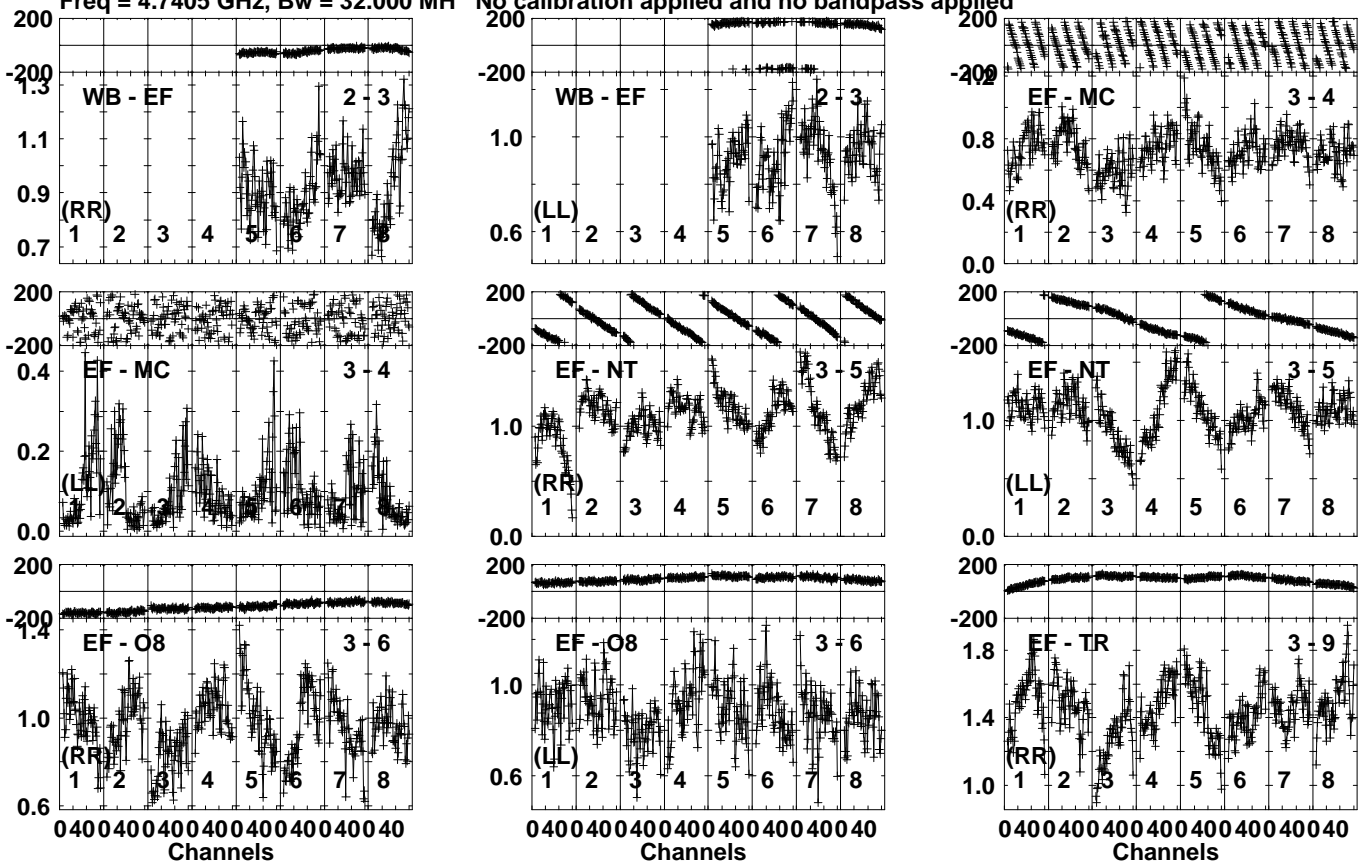 Freq = 4.7405 GHz, Bw = 32.000 MH No calibration applied and no bandpass applied
200
-200
1.3
1.1
0.9
0.7
WB - EF 2 - 3
(RR)
1 2 3 4 5 6 7 8
200
-200
1.0
0.6
WB - EF 2 - 3
(LL)
1 2 3 4 5 6 7 8
-200
1.2
0.8
0.4
0.0
EF - MC 3 - 4
(RR)
1 2 3 4 5 6 7 8
200
-200
0.4
0.2
0.0
EF - MC 3 - 4
(LL)
1 2 3 4 5 6 7 8
200
-200
1.0
0.0
EF - NT 3 - 5
(RR)
1 2 3 4 5 6 7 8
200
-200
1.0
0.0
EF - NT 3 - 5
(LL)
1 2 3 4 5 6 7 8
200
-200
1.4
1.0
0.6
EF - O8 3 - 6
(RR)
1 2 3 4 5 6 7 8
0 40 0 40 0 40 0 40 0 40 0 40 0 40 0 40
Channels
200
-200
1.0
0.6
EF - O8 3 - 6
(LL)
1 2 3 4 5 6 7 8
0 40 0 40 0 40 0 40 0 40 0 40 0 40 0 40
Channels
200
-200
1.8
1.4
1.0
EF - TR 3 - 9
(RR)
1 2 3 4 5 6 7 8
0 40 0 40 0 40 0 40 0 40 0 40 0 40 0 40
Channels